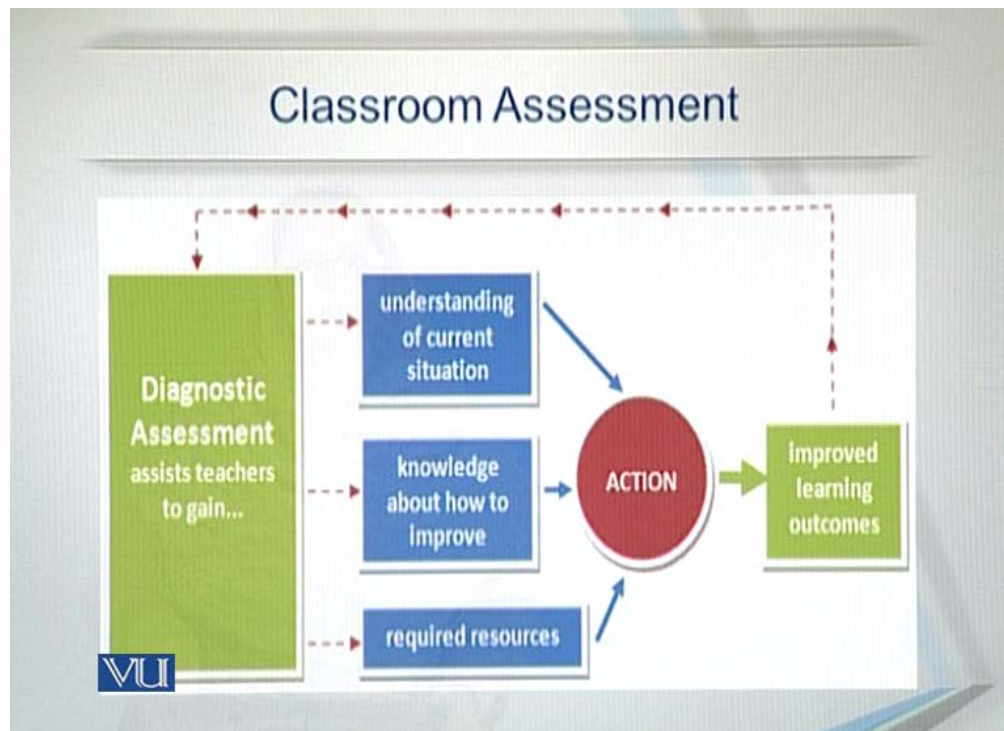 Classroom Assessment
Diagnostic
Assessment
assists teachers
to gain...
understanding
of current
situation
knowledge
about how to
improve
required resources
ACTION
improved
learning
outcomes
VU